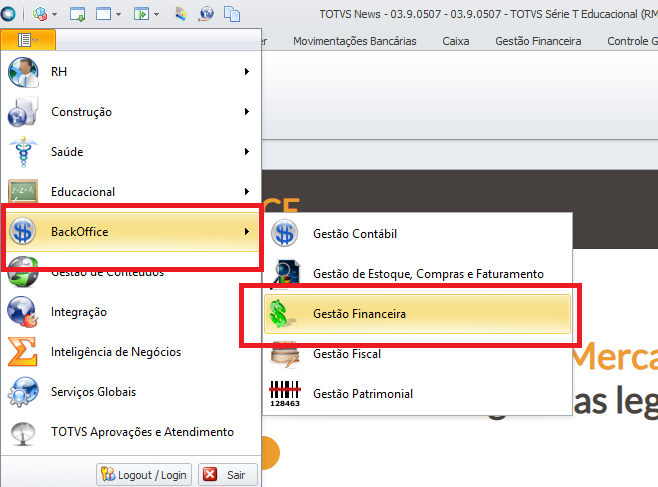 TOTVS News - 03.9.0507 - 03.9.0507 - TOTVS Série T Educacional (RM
Movimentações Bancárias Caixa Gestão Financeira Controle G
RH
Construção
Saúde
Educacional
BackOffice
Gestão de Conteúdos
Integração
Inteligência de Negócios
Serviços Globais
TOTVS Aprovações e Atendimento
Logout / Login Sair
Gestão Contábil
Gestão de Estoque, Compras e Faturamento
Gestão Financeira
Gestão Fiscal
Gestão Patrimonial
128463
Merca
as leg